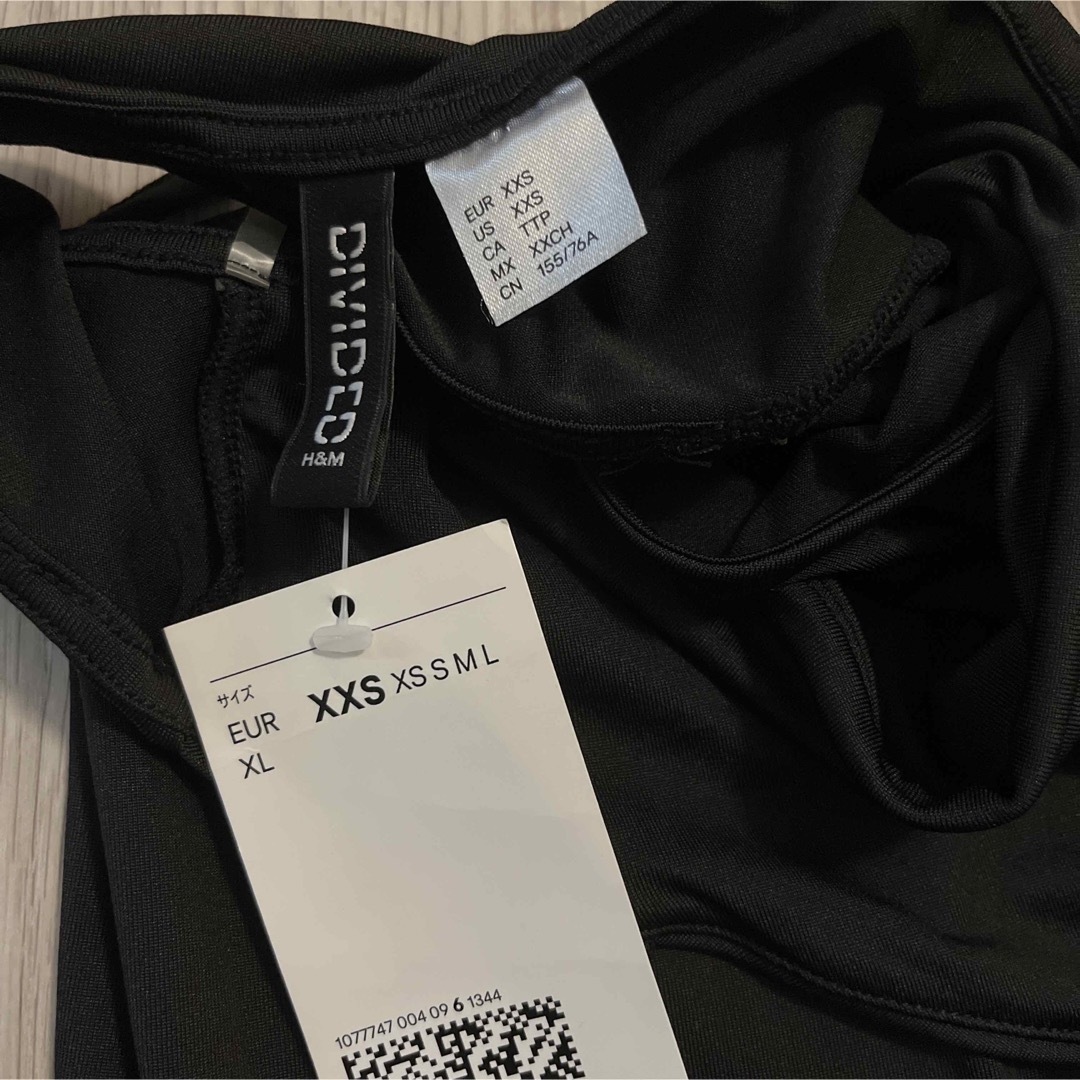 EUR XXS
US XXS
CA TTP
MX XXCH
CN 155/76A
DIVIDED
H&M
サイズ
EUR XXS XS S M L
XL
1077747 004 09 6 1344